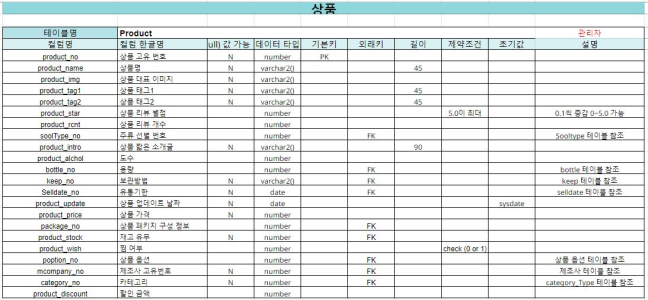 상품
테이블명 Product 관리자
컬럼명 컬럼 한글명 ull) 값 가능 데이터 타입 기본키 외래키 길이 제약조건 초기값 설명
product_no 상품 고유 번호 N number PK
product_name 상품명 N varchar2() 45
product_img 상품 대표 이미지 N varchar2()
product_tag1 상품 태그1 N varchar2() 45
product_tag2 상품 태그2 N varchar2() 45
product_star 상품 리뷰 별점 number 5.0이 최대 0.1씩 증감 0~5.0 가능
product_rcnt 상품 리뷰 개수 number
soolType_no 주류 선별 번호 number FK Sooltype 테이블 참조
product_intro 상품 짧은 소개글 N varchar2() 90
product_alchol 도수 number
bottle_no 용량 number FK bottle 테이블 참조
keep_no 보관방법 N varchar2() FK keep 테이블 참조
Selldate_no 유통기한 N date FK selldate 테이블 참조
product_update 상품 업데이트 날짜 N date sysdate
product_price 상품 가격 N number
package_no 상품 패키지 구성 정보 number FK
product_stock 재고 유무 N number FK
product_wish 찜 여부 number check (0 or 1)
poption_no 상품 옵션 number FK 상품 옵션 테이블 참조
mcompany_no 제조사 고유번호 N number FK 제조사 테이블 참조
category_no 카테고리 N number FK category_Type 테이블 참조
product_discount 할인 금액 number